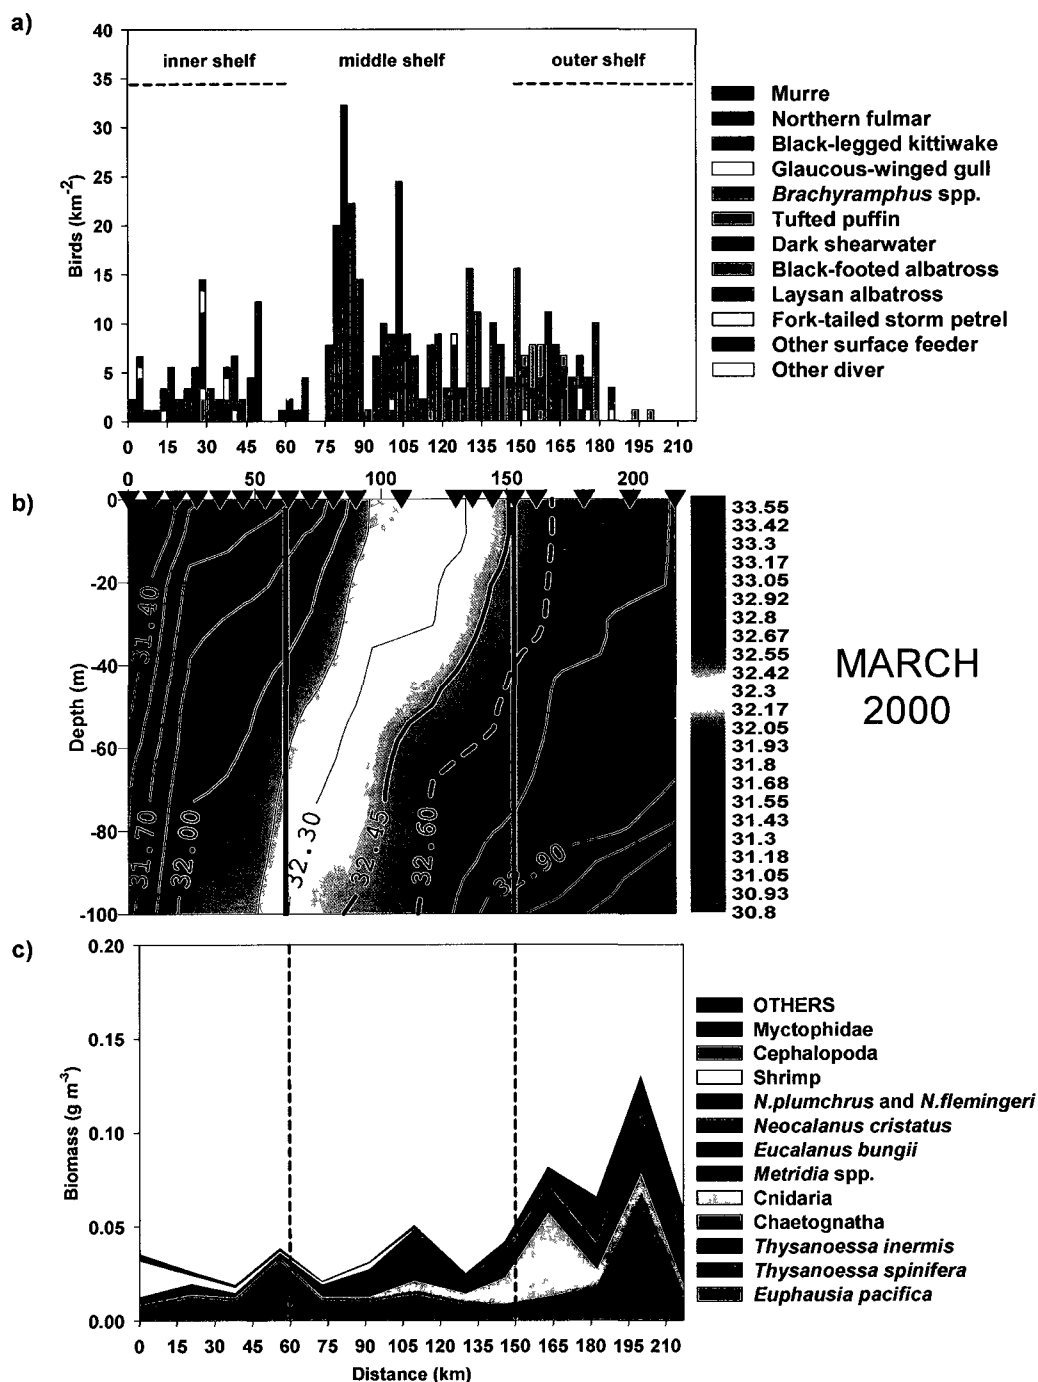 a)
40
35
30
25
20
15
10
5
0
Birds (km-2)
inner shelf
middle shelf
outer shelf
0 15 30 45 60 75 90 105 120 135 150 165 180 195 210
Murre
Northern fulmar
Black-legged kittiwake
Glaucous-winged gull
Brachyramphus spp.
Tufted puffin
Dark shearwater
Black-footed albatross
Laysan albatross
Fork-tailed storm petrel
Other surface feeder
Other diver
b)
0 50 100 150 200
0
-20
-40
-60
-80
-100
Depth (m)
31.40
31.70
32.00
32.30
32.45
32.60
32.90
33.55
33.42
33.3
33.17
33.05
32.92
32.8
32.67
32.55
32.42
32.3
32.17
32.05
31.93
31.8
31.68
31.55
31.43
31.3
31.18
31.05
30.93
30.8
MARCH
2000
c)
0.20
0.15
0.10
0.05
0.00
Biomass (g m-3)
0 15 30 45 60 75 90 105 120 135 150 165 180 195 210
Distance (km)
OTHERS
Myctophidae
Cephalopoda
Shrimp
N.plumchrus and N.flemingeri
Neocalanus cristatus
Eucalanus bungii
Metridia spp.
Cnidaria
Chaetognatha
Thysanoessa inermis
Thysanoessa spinifera
Euphausia pacifica